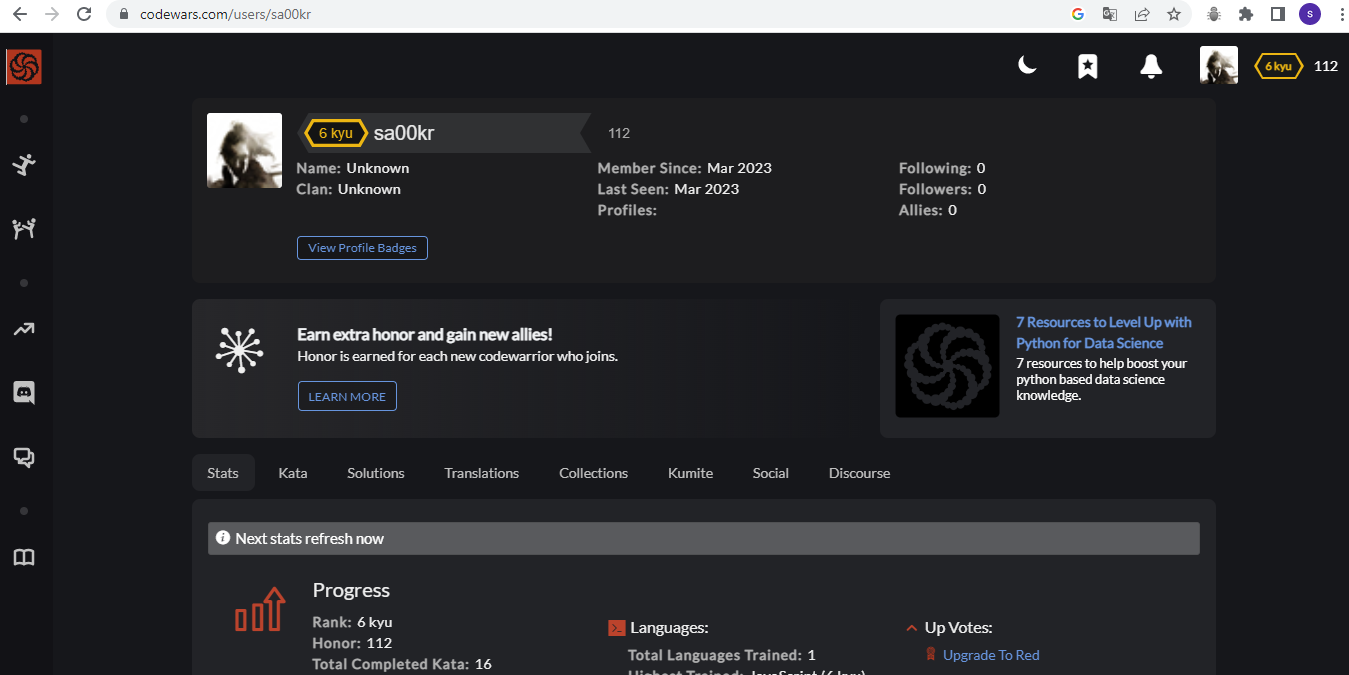 codewars.com/users/sa00kr
S
6 kyu 112
6 kyu sa00kr 112
Name: Unknown
Clan: Unknown
Member Since: Mar 2023
Last Seen: Mar 2023
Profiles:
Following: 0
Followers: 0
Allies: 0
View Profile Badges
Earn extra honor and gain new allies!
Honor is earned for each new codewarrior who joins.
LEARN MORE
7 Resources to Level Up with
Python for Data Science
7 resources to help boost your
python based data science
knowledge.
Stats Kata Solutions Translations Collections Kumite Social Discourse
Next stats refresh now
Progress
Rank: 6 kyu
Honor: 112
Total Completed Kata: 16
Languages:
Total Languages Trained: 1
Highest Trained: JavaScript (6 kyu)
Up Votes:
Upgrade To Red